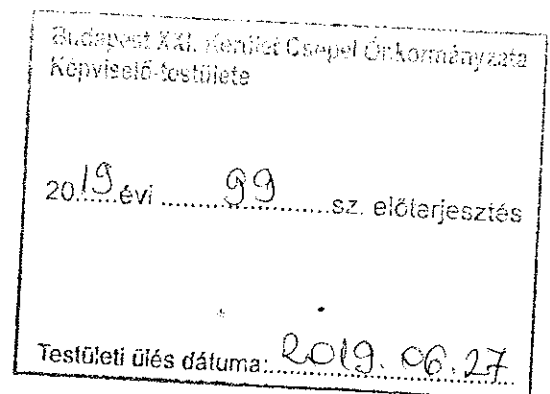 Budapest XXI. Kerület Csepel Önkormányzata
Képviselő-testülete
2019 évi 99 sz. előterjesztés
Testületi ülés dátuma: 2019. 06. 27